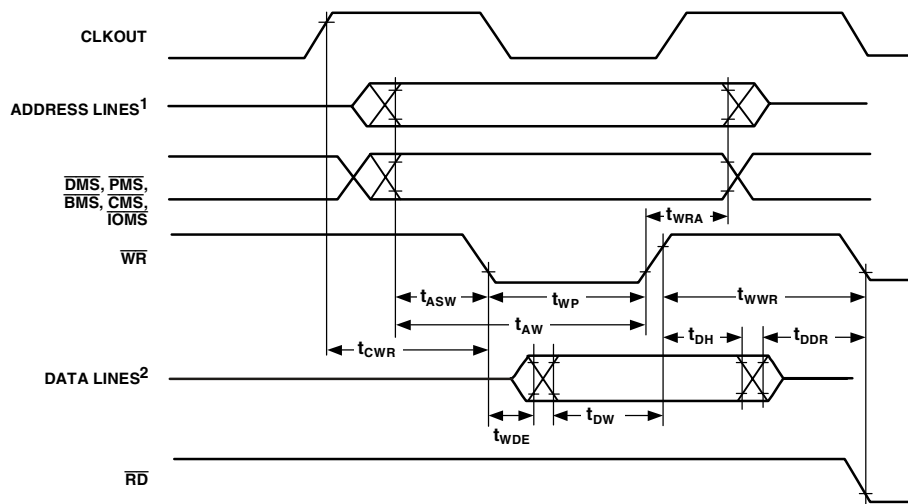 CLKOUT
ADDRESS LINES1
DMS, PMS,
BMS, CMS,
IOMS
tWRA
WR
tASW
tWP
tWWR
tAW
tCWR
tDH
tDDR
DATA LINES2
tWDE
tDW
RD